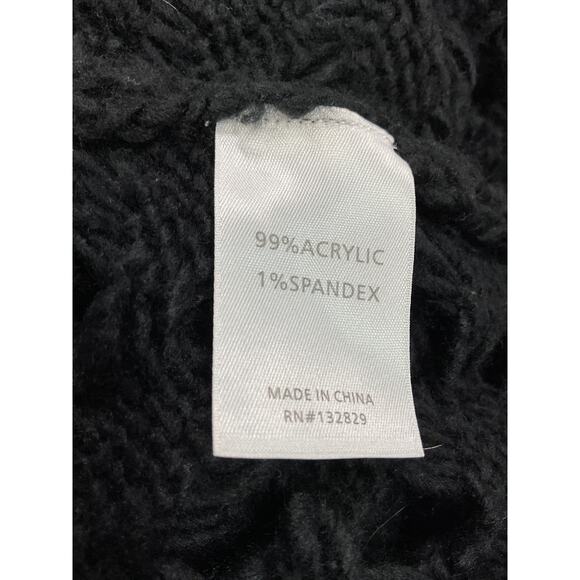 99%ACRYLIC
1%SPANDEX
MADE IN CHINA
RN#132829